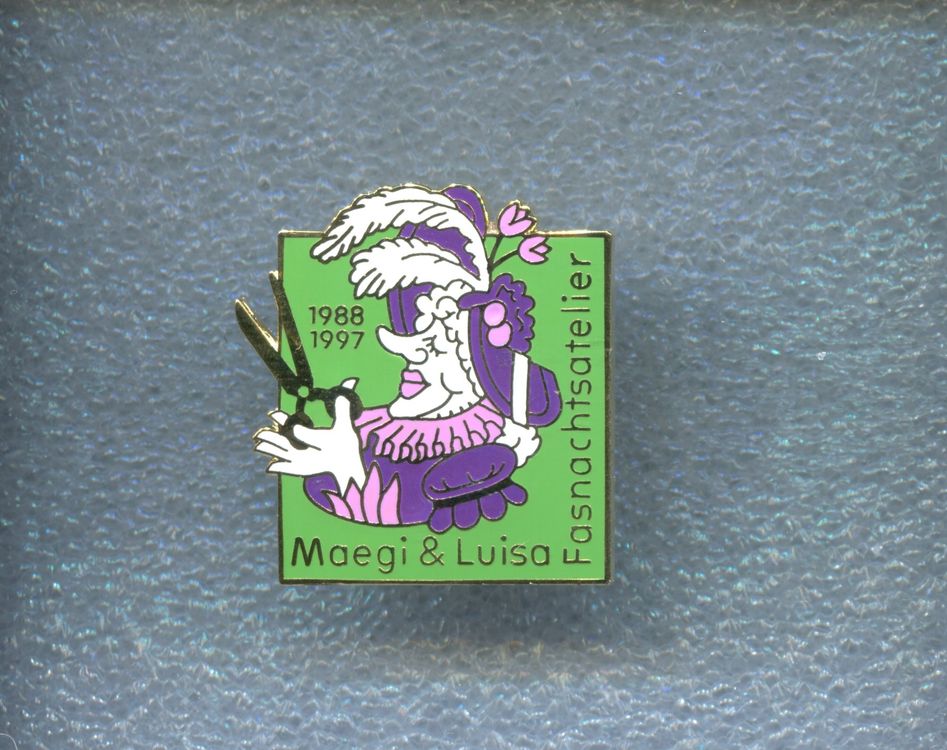 1988
1997
Maegi & Luisa
Fasnachtsatelier